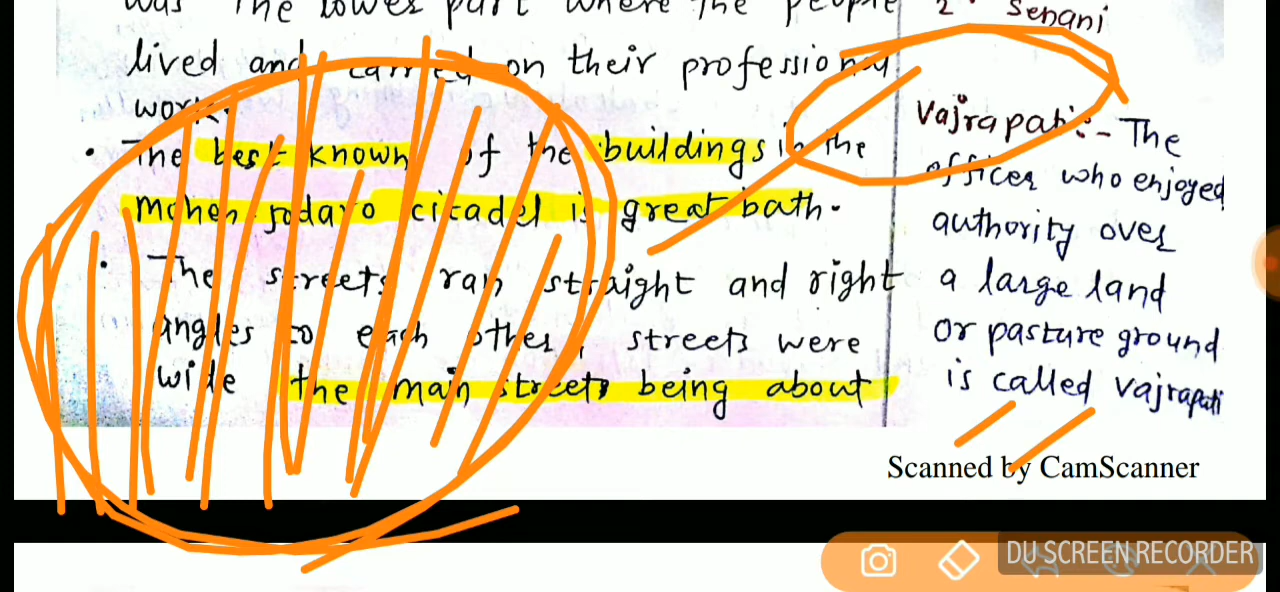 was the lower part where the people
lived and carried on their professional
work.
• The best known of the buildings in the
Mohen jodaro citadel is great bath.
• The streets ran straight and right
angles to each other, streets were
wide the main streets being about
2. Senani
Vajrapati:- The
officer who enjoyed
authority over
a large land
or pasture ground
is called vajrapati
Scanned by CamScanner
DU SCREEN RECORDER